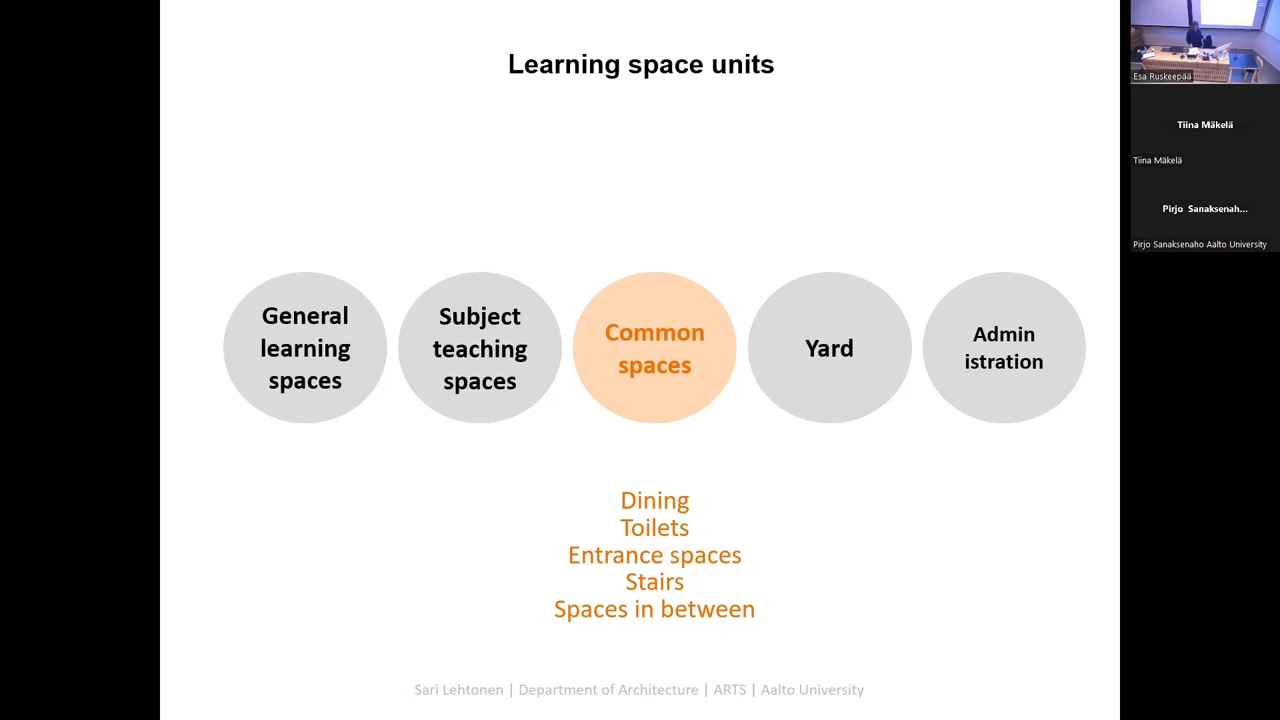 Learning space units
General
learning
spaces
Subject
teaching
spaces
Common
spaces
Yard
Admin
istration
Dining
Toilets
Entrance spaces
Stairs
Spaces in between
Sari Lehtonen | Department of Architecture | ARTS | Aalto University
Esa Ruskeepää
Tiina Mäkelä
Tiina Mäkelä
Pirjo Sanaksenah...
Pirjo Sanaksenaho Aalto University